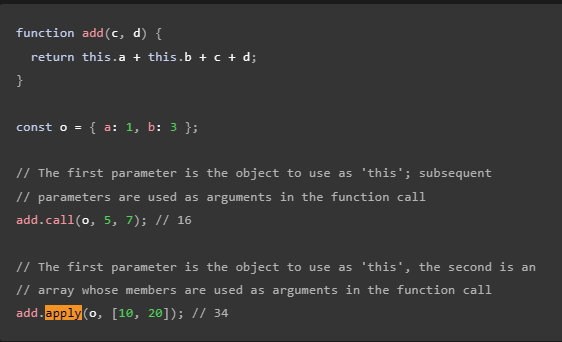 function add(c, d) {
  return this.a + this.b + c + d;
}
const o = { a: 1, b: 3 };
// The first parameter is the object to use as 'this'; subsequent
// parameters are used as arguments in the function call
add.call(o, 5, 7); // 16
// The first parameter is the object to use as 'this', the second is an
// array whose members are used as arguments in the function call
add.apply(o, [10, 20]); // 34